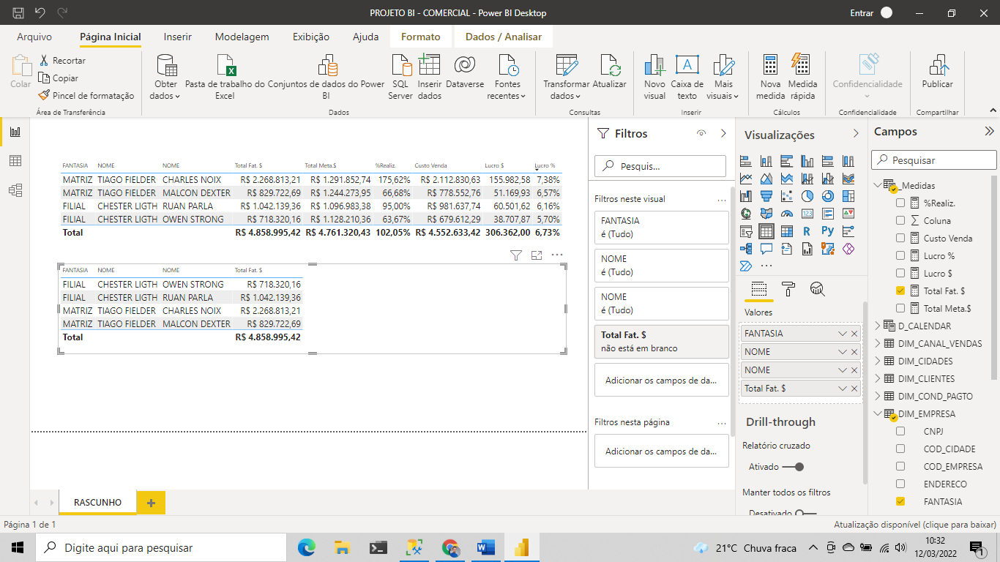 PROJETO BI - COMERCIAL - Power BI Desktop
Entrar
Arquivo
Página Inicial
Inserir
Modelagem
Exibição
Ajuda
Formato
Dados / Analisar
Colar
Recortar
Copiar
Pincel de formatação
Área de Transferência
Obter dados
Pasta de trabalho do Excel
Conjuntos de dados do Power BI
SQL Server
Inserir dados
Dataverse
Fontes recentes
Dados
Transformar dados
Atualizar
Consultas
Novo visual
Caixa de texto
Mais visuais
Inserir
Nova medida
Medida rápida
Cálculos
Confidencialidade
Confidencialidade
Publicar
Compartilhar
FANTASIA NOME NOME Total Fat. $ Total Meta.$ %Realiz. Custo Venda Lucro $ Lucro %
MATRIZ TIAGO FIELDER CHARLES NOIX R$ 2.268.813,21 R$ 1.291.852,74 175,62% R$ 2.112.830,63 155.982,58 7,38%
MATRIZ TIAGO FIELDER MALCON DEXTER R$ 829.722,69 R$ 1.244.273,95 66,68% R$ 778.552,76 51.169,93 6,57%
FILIAL CHESTER LIGTH RUAN PARLA R$ 1.042.139,36 R$ 1.096.983,38 95,00% R$ 981.637,74 60.501,62 6,16%
FILIAL CHESTER LIGTH OWEN STRONG R$ 718.320,16 R$ 1.128.210,36 63,67% R$ 679.612,29 38.707,87 5,70%
Total R$ 4.858.995,42 R$ 4.761.320,43 102,05% R$ 4.552.633,42 306.362,00 6,73%
FANTASIA NOME NOME Total Fat. $
FILIAL CHESTER LIGTH OWEN STRONG R$ 718.320,16
FILIAL CHESTER LIGTH RUAN PARLA R$ 1.042.139,36
MATRIZ TIAGO FIELDER CHARLES NOIX R$ 2.268.813,21
MATRIZ TIAGO FIELDER MALCON DEXTER R$ 829.722,69
Total R$ 4.858.995,42
Filtros
Pesquis...
Filtros neste visual
FANTASIA
é (Tudo)
NOME
é (Tudo)
NOME
é (Tudo)
Total Fat. $
não está em branco
Adicionar os campos de da...
Filtros nesta página
Adicionar os campos de da...
Visualizações
R Py
123
Valores
FANTASIA
NOME
NOME
Total Fat. $
Drill-through
Relatório cruzado
Ativado
Manter todos os filtros
Desativado
Campos
Pesquisar
_Medidas
%Realiz.
Coluna
Custo Venda
Lucro %
Lucro $
Total Fat. $
Total Meta.$
D_CALENDAR
DIM_CANAL_VENDAS
DIM_CIDADES
DIM_CLIENTES
DIM_COND_PAGTO
DIM_EMPRESA
CNPJ
COD_CIDADE
COD_EMPRESA
ENDERECO
FANTASIA
RASCUNHO
Página 1 de 1
Atualização disponível (clique para baixar)
Digite aqui para pesquisar
21°C Chuva fraca
10:32
12/03/2022
1